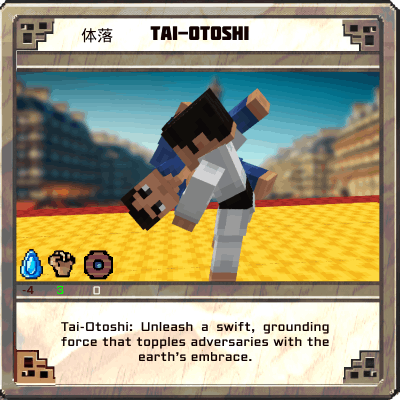 体落 TAI-OTOSHI
-4 3 0
Tai-Otoshi: Unleash a swift, grounding
force that topples adversaries with the
earth's embrace.